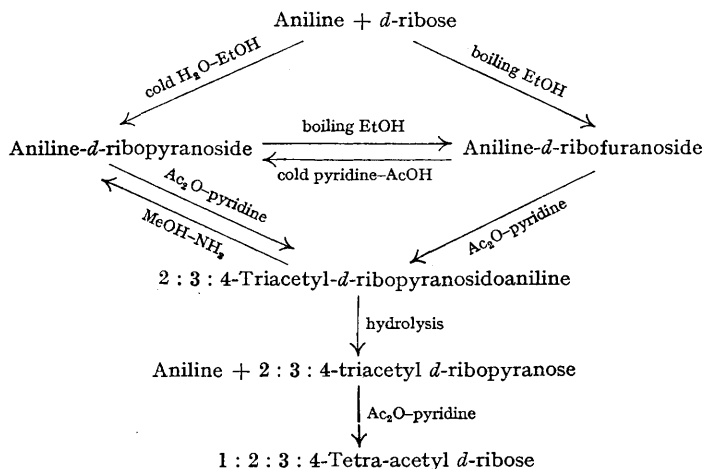 Aniline + d-ribose
cold H₂O–EtOH
boiling EtOH
Aniline-d-ribopyranoside
boiling EtOH
cold pyridine–AcOH
Aniline-d-ribofuranoside
Ac₂O–pyridine
MeOH–NH₃
Ac₂O–pyridine
2 : 3 : 4-Triacetyl-d-ribopyranosidoaniline
hydrolysis
Aniline + 2 : 3 : 4-triacetyl d-ribopyranose
Ac₂O–pyridine
1 : 2 : 3 : 4-Tetra-acetyl d-ribose